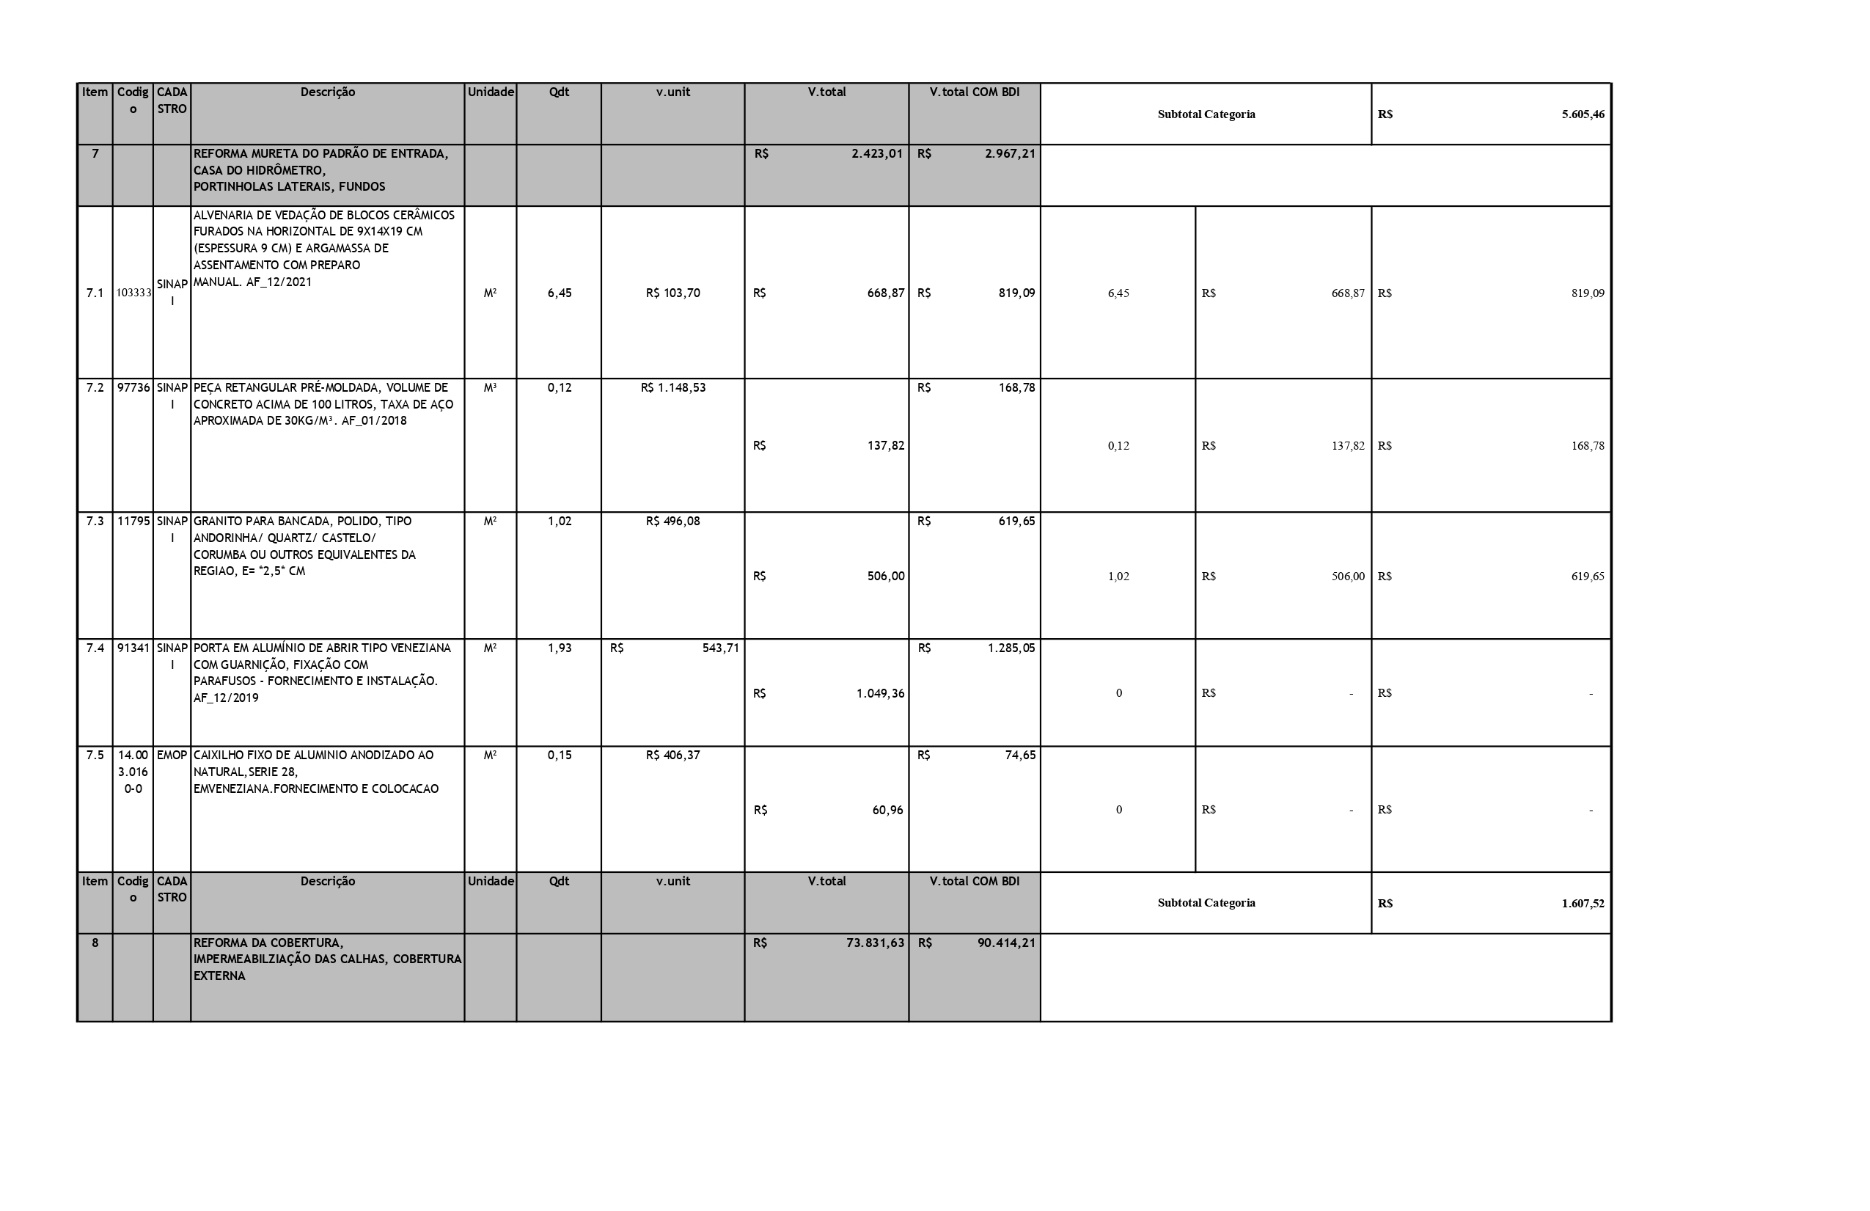 Item Codig CADA Descrição Unidade Qdt v.unit V.total V.total COM BDI
o STRO
Subtotal Categoria R$ 5.605,46
7 REFORMA MURETA DO PADRÃO DE ENTRADA, R$ 2.423,01 R$ 2.967,21
CASA DO HIDRÔMETRO,
PORTINHOLAS LATERAIS, FUNDOS
ALVENARIA DE VEDAÇÃO DE BLOCOS CERÂMICOS
FURADOS NA HORIZONTAL DE 9X14X19 CM
(ESPESSURA 9 CM) E ARGAMASSA DE
ASSENTAMENTO COM PREPARO
SINAP MANUAL. AF_12/2021
7.1 103333 I M² 6,45 R$ 103,70 R$ 668,87 R$ 819,09 6,45 R$ 668,87 R$ 819,09
7.2 97736 SINAP PEÇA RETANGULAR PRÉ-MOLDADA, VOLUME DE M³ 0,12 R$ 1.148,53 R$ 168,78
I CONCRETO ACIMA DE 100 LITROS, TAXA DE AÇO
APROXIMADA DE 30KG/M³. AF_01/2018
R$ 137,82 0,12 R$ 137,82 R$ 168,78
7.3 11795 SINAP GRANITO PARA BANCADA, POLIDO, TIPO M² 1,02 R$ 496,08 R$ 619,65
I ANDORINHA/ QUARTZ/ CASTELO/
CORUMBA OU OUTROS EQUIVALENTES DA
REGIAO, E= *2,5* CM
R$ 506,00 1,02 R$ 506,00 R$ 619,65
7.4 91341 SINAP PORTA EM ALUMÍNIO DE ABRIR TIPO VENEZIANA M² 1,93 R$ 543,71 R$ 1.285,05
I COM GUARNIÇÃO, FIXAÇÃO COM
PARAFUSOS - FORNECIMENTO E INSTALAÇÃO.
AF_12/2019
R$ 1.049,36 0 R$ - R$ -
7.5 14.00 EMOP CAIXILHO FIXO DE ALUMINIO ANODIZADO AO M² 0,15 R$ 406,37 R$ 74,65
3.016 NATURAL,SERIE 28,
0-0 EMVENEZIANA.FORNECIMENTO E COLOCACAO
R$ 60,96 0 R$ - R$ -
Item Codig CADA Descrição Unidade Qdt v.unit V.total V.total COM BDI
o STRO
Subtotal Categoria R$ 1.607,52
8 REFORMA DA COBERTURA, R$ 73.831,63 R$ 90.414,21
IMPERMEABILZIAÇÃO DAS CALHAS, COBERTURA
EXTERNA